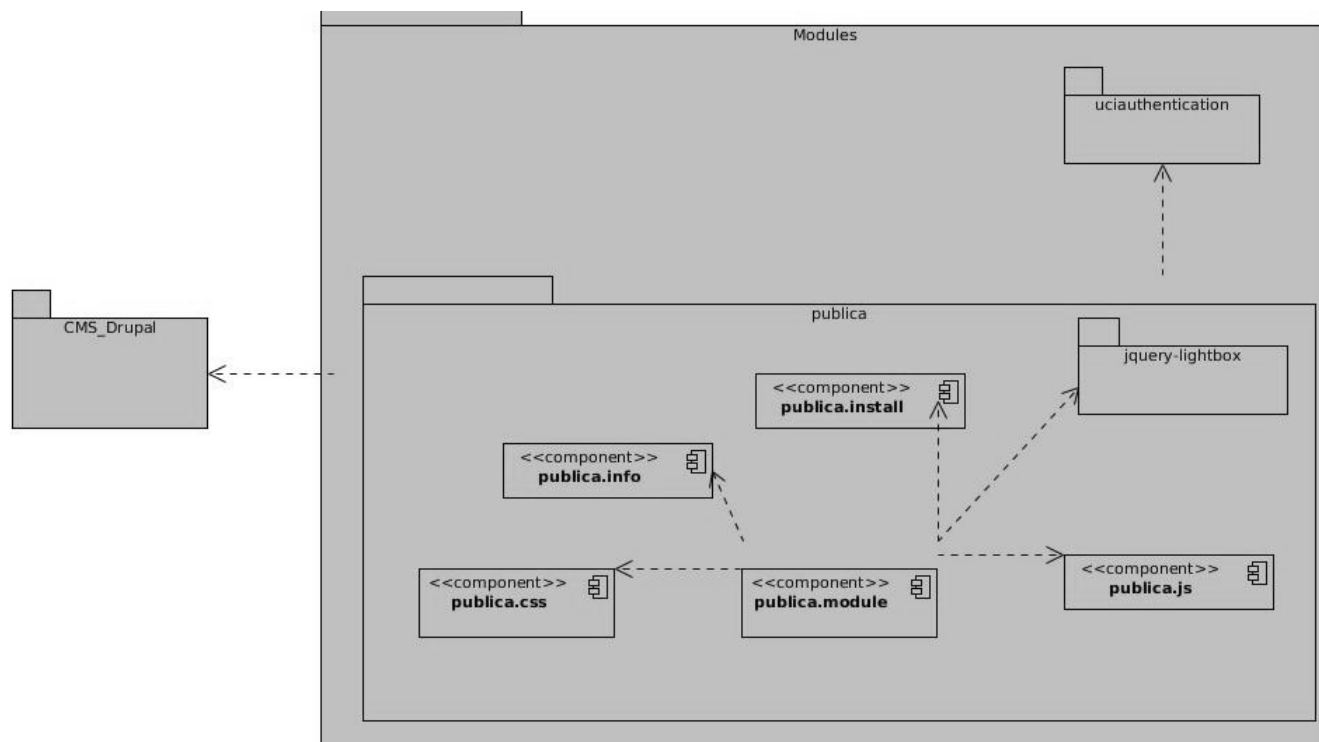 Modules
uciauthentication
CMS_Drupal
publica
jquery-lightbox
<<component>>
publica.install
<<component>>
publica.info
<<component>>
publica.css
<<component>>
publica.module
<<component>>
publica.js